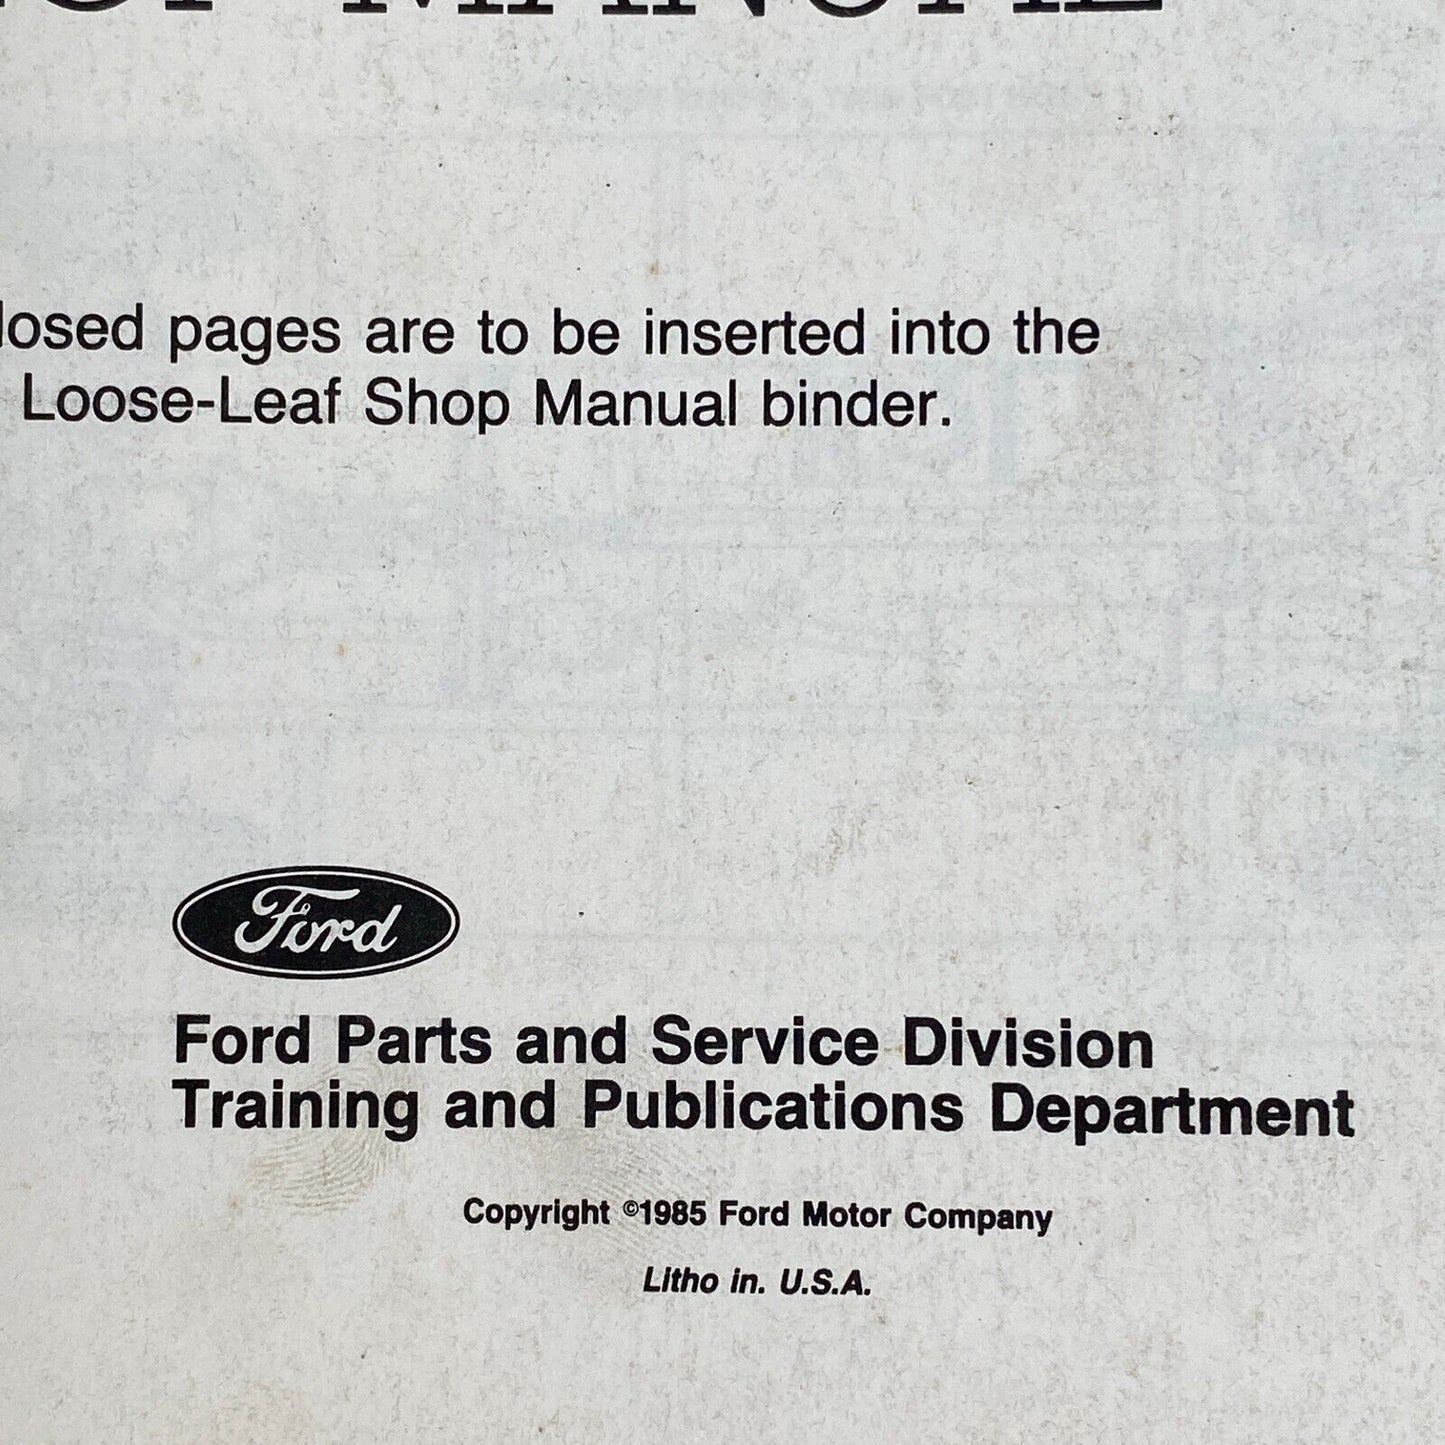 MANUAL
pages are to be inserted into the
Loose-Leaf Shop Manual binder.
Ford
Ford Parts and Service Division
Training and Publications Department
Copyright ©1985 Ford Motor Company
Litho in. U.S.A.